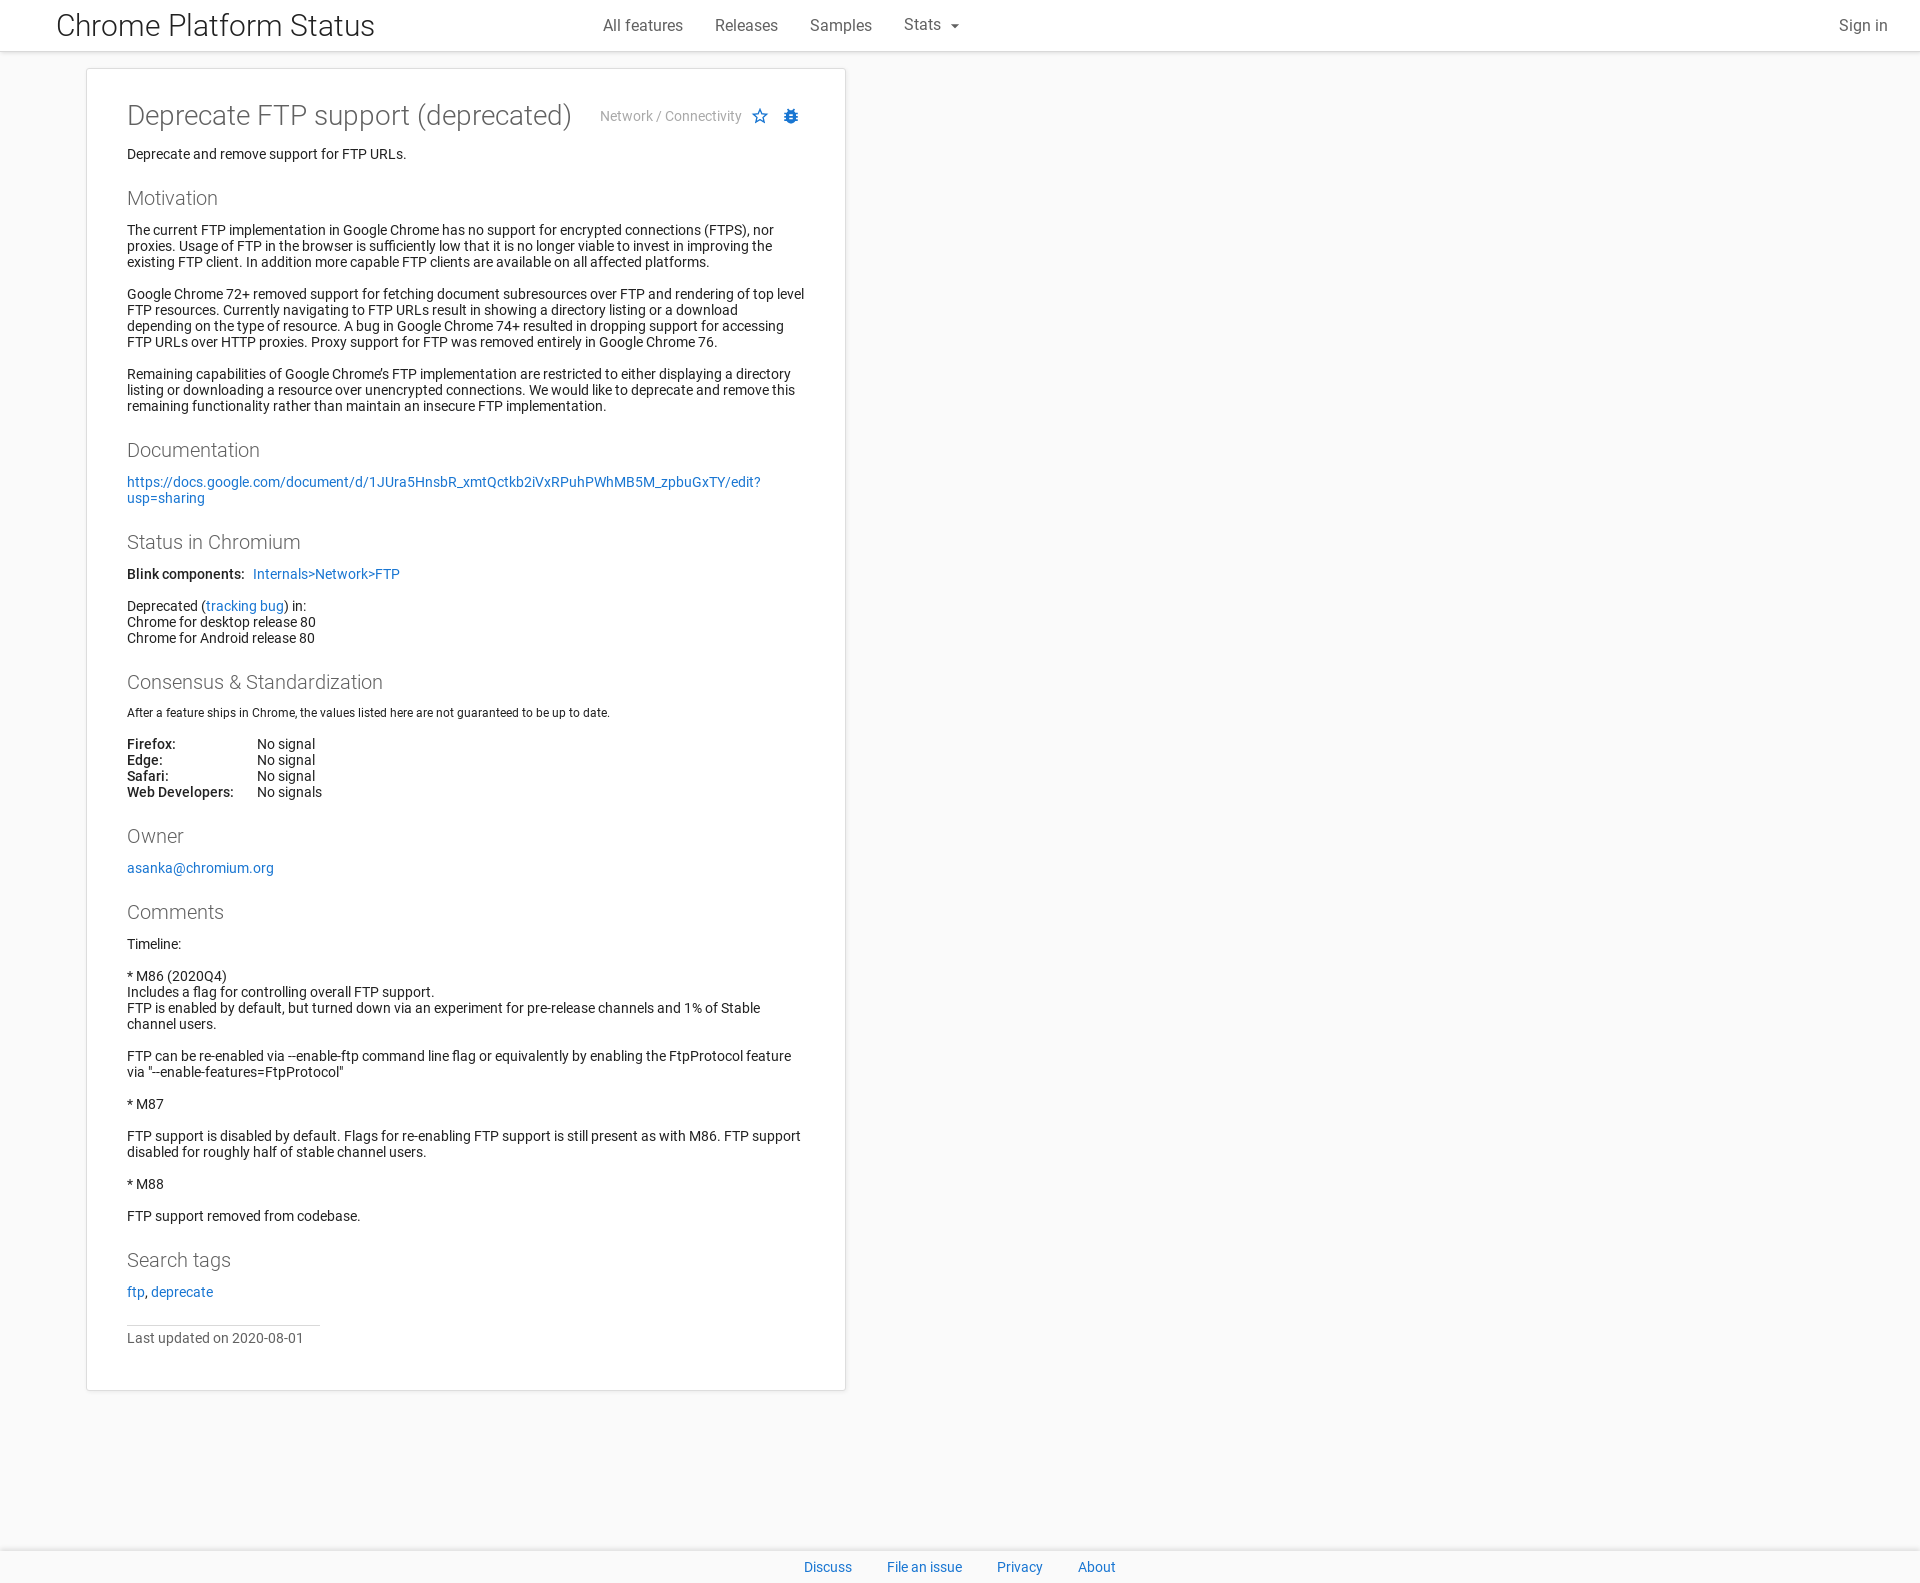 Chrome Platform Status
All features
Releases
Samples
Stats
Sign in
Deprecate FTP support (deprecated)
Network / Connectivity
Deprecate and remove support for FTP URLs.
Motivation
The current FTP implementation in Google Chrome has no support for encrypted connections (FTPS), nor
proxies. Usage of FTP in the browser is sufficiently low that it is no longer viable to invest in improving the
existing FTP client. In addition more capable FTP clients are available on all affected platforms.
Google Chrome 72+ removed support for fetching document subresources over FTP and rendering of top level
FTP resources. Currently navigating to FTP URLs result in showing a directory listing or a download
depending on the type of resource. A bug in Google Chrome 74+ resulted in dropping support for accessing
FTP URLs over HTTP proxies. Proxy support for FTP was removed entirely in Google Chrome 76.
Remaining capabilities of Google Chrome’s FTP implementation are restricted to either displaying a directory
listing or downloading a resource over unencrypted connections. We would like to deprecate and remove this
remaining functionality rather than maintain an insecure FTP implementation.
Documentation
https://docs.google.com/document/d/1JUra5HnsbR_xmtQctkb2iVxRPuhPWhMB5M_zpbuGxTY/edit?
usp=sharing
Status in Chromium
Blink components: Internals>Network>FTP
Deprecated (tracking bug) in:
Chrome for desktop release 80
Chrome for Android release 80
Consensus & Standardization
After a feature ships in Chrome, the values listed here are not guaranteed to be up to date.
Firefox: No signal
Edge: No signal
Safari: No signal
Web Developers: No signals
Owner
asanka@chromium.org
Comments
Timeline:
* M86 (2020Q4)
Includes a flag for controlling overall FTP support.
FTP is enabled by default, but turned down via an experiment for pre-release channels and 1% of Stable
channel users.
FTP can be re-enabled via --enable-ftp command line flag or equivalently by enabling the FtpProtocol feature
via "--enable-features=FtpProtocol"
* M87
FTP support is disabled by default. Flags for re-enabling FTP support is still present as with M86. FTP support
disabled for roughly half of stable channel users.
* M88
FTP support removed from codebase.
Search tags
ftp, deprecate
Last updated on 2020-08-01
Discuss
File an issue
Privacy
About